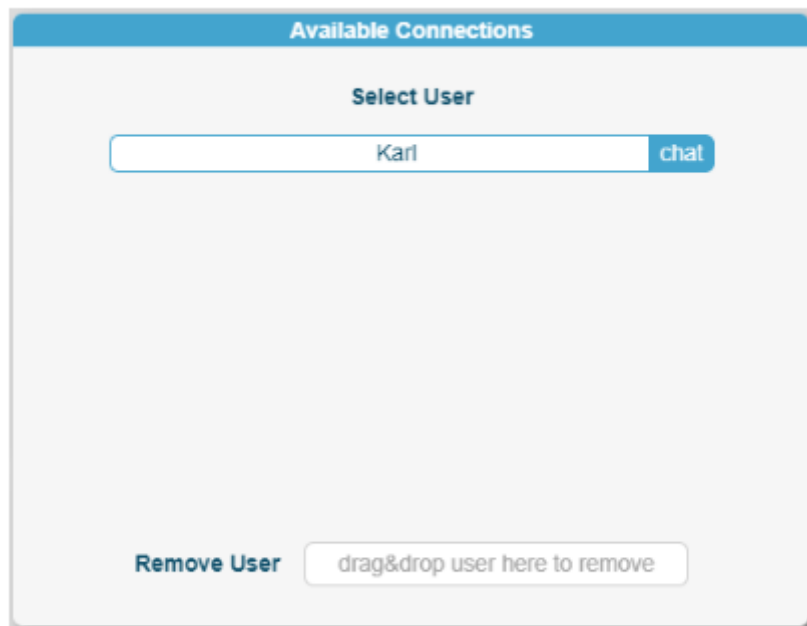 Available Connections
Select User
Karl chat
Remove User drag&drop user here to remove